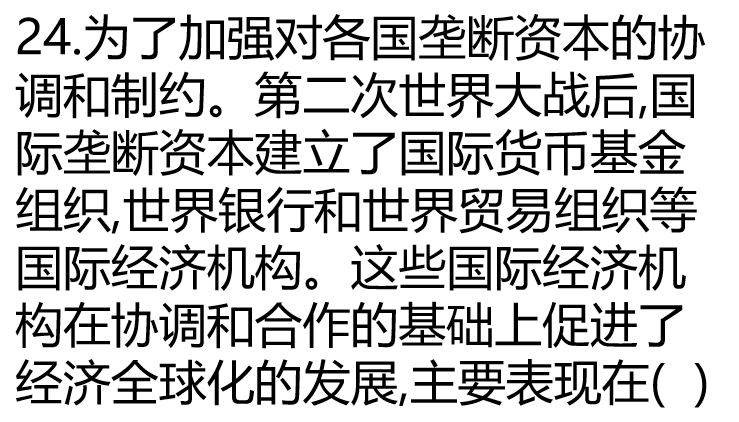 24.为了加强对各国垄断资本的协
调和制约。第二次世界大战后,国
际垄断资本建立了国际货币基金
组织,世界银行和世界贸易组织等
国际经济机构。这些国际经济机
构在协调和合作的基础上促进了
经济全球化的发展,主要表现在( )